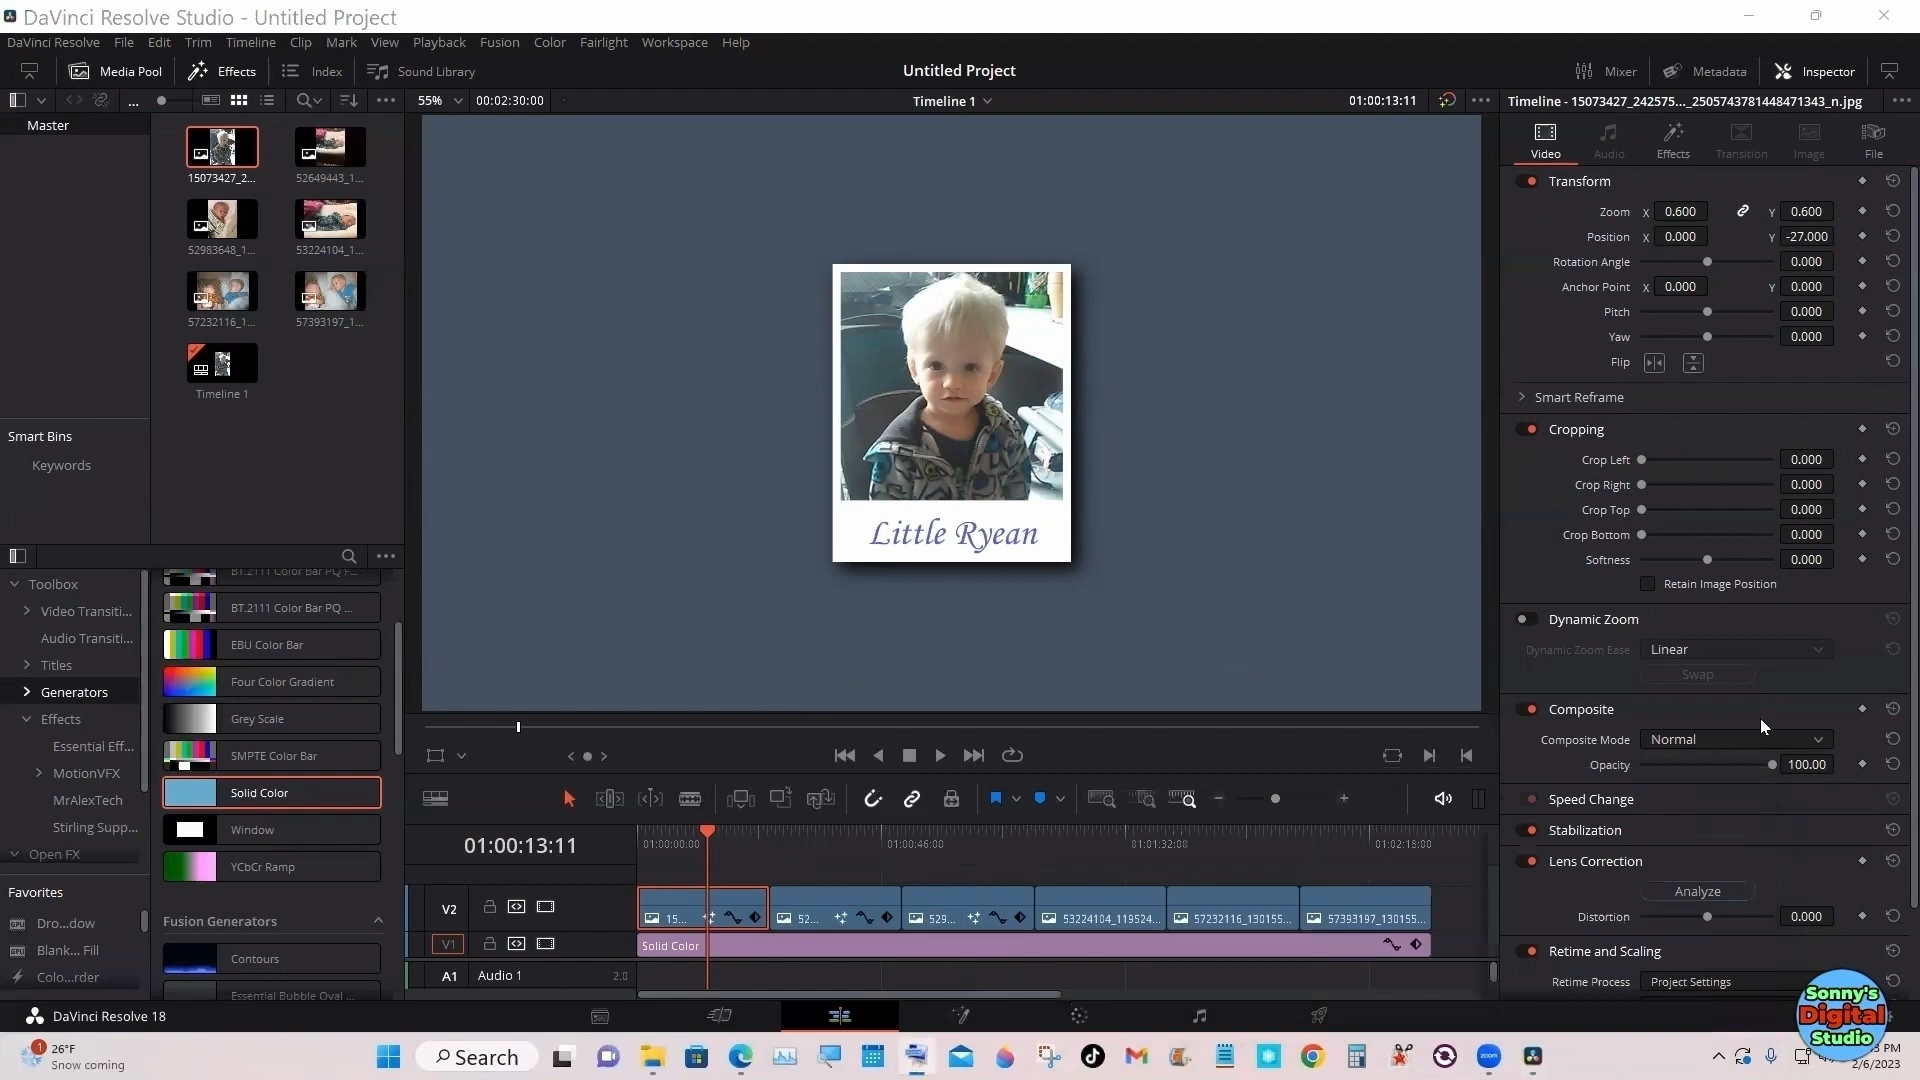 DaVinci Resolve Studio - Untitled Project
DaVinci Resolve File Edit Trim Timeline Clip Mark View Playback Fusion Color Fairlight Workspace Help
Media Pool Effects Index Sound Library Untitled Project Mixer Metadata Inspector
... 55% 00:02:30:00 Timeline 1 01:00:13:11 Timeline - 15073427_242575..._2505743781448471343_n.jpg
Master
15073427_2... 52649443_1...
52983648_1... 53224104_1...
57232116_1... 57393197_1...
Timeline 1
Smart Bins
Keywords
Toolbox
Video Transiti...
Audio Transiti...
Titles
Generators
Effects
Essential Eff...
MotionVFX
MrAlexTech
Stirling Supp...
Open FX
Favorites
Dro...dow
Blank... Fill
Colo...rder
BT.2111 Color Bar PQ F...
BT.2111 Color Bar PQ ...
EBU Color Bar
Four Color Gradient
Grey Scale
SMPTE Color Bar
Solid Color
Window
YCbCr Ramp
Fusion Generators
Contours
Essential Bubble Oval ...
Little Ryean
01:00:13:11
01:00:00:00 01:00:46:00 01:01:32:00 01:02:18:00
V2 15... 52... 529... 53224104_119524... 57232116_130155... 57393197_130155...
V1 Solid Color
A1 Audio 1 2.0
Video Audio Effects Transition Image File
Transform
Zoom X 0.600 Y 0.600
Position X 0.000 Y -27.000
Rotation Angle 0.000
Anchor Point X 0.000 Y 0.000
Pitch 0.000
Yaw 0.000
Flip
Smart Reframe
Cropping
Crop Left 0.000
Crop Right 0.000
Crop Top 0.000
Crop Bottom 0.000
Softness 0.000
Retain Image Position
Dynamic Zoom
Dynamic Zoom Ease Linear
Swap
Composite
Composite Mode Normal
Opacity 100.00
Speed Change
Stabilization
Lens Correction
Analyze
Distortion 0.000
Retime and Scaling
Retime Process Project Settings
Sonny's
Digital
Studio
DaVinci Resolve 18
1 26°F
Snow coming
Search
zoom
PM
2/6/2023